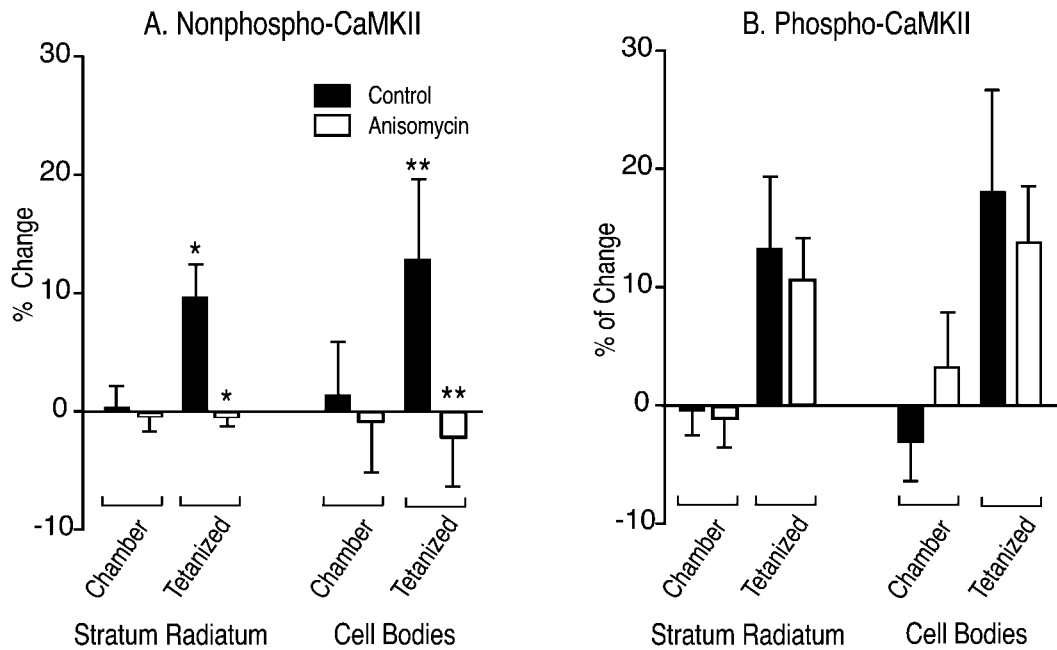 A. Nonphospho-CaMKII
30
20
10
0
-10
% Change
Control
Anisomycin
*
*
**
**
Chamber
Tetanized
Chamber
Tetanized
Stratum Radiatum
Cell Bodies
B. Phospho-CaMKII
30
20
10
0
-10
% of Change
Chamber
Tetanized
Chamber
Tetanized
Stratum Radiatum
Cell Bodies